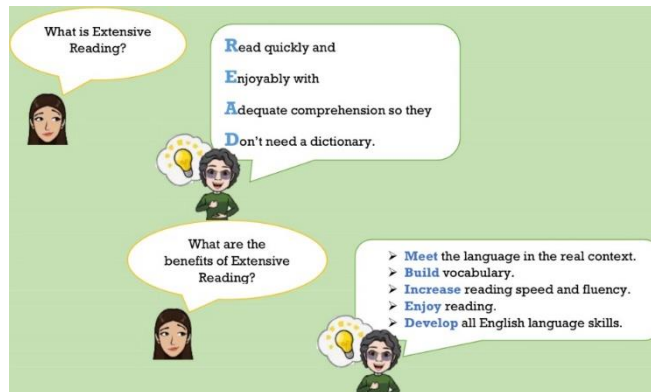 What is Extensive
Reading?
Read quickly and
Enjoyably with
Adequate comprehension so they
Don't need a dictionary.
What are the
benefits of Extensive
Reading?
➢ Meet the language in the real context.
➢ Build vocabulary.
➢ Increase reading speed and fluency.
➢ Enjoy reading.
➢ Develop all English language skills.